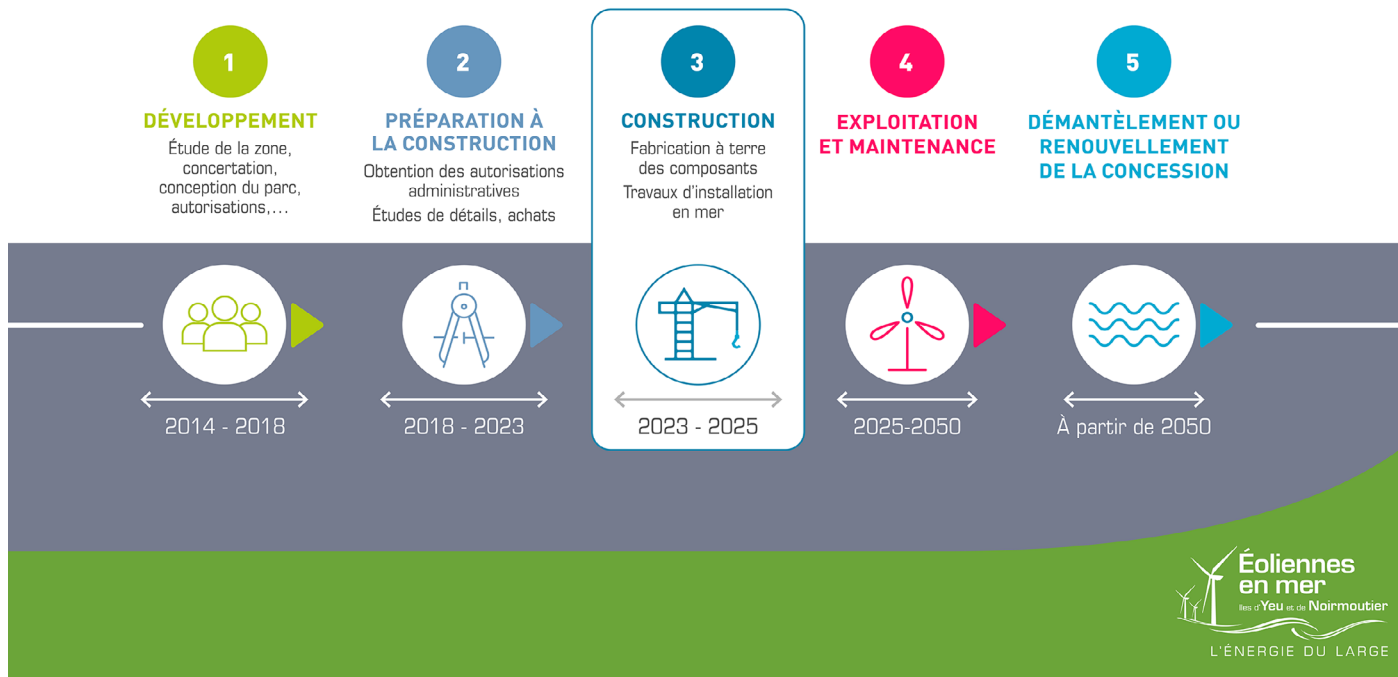 1
DÉVELOPPEMENT
Étude de la zone,
concertation,
conception du parc,
autorisations,...
2014 - 2018
2
PRÉPARATION À
LA CONSTRUCTION
Obtention des autorisations
administratives
Études de détails, achats
2018 - 2023
3
CONSTRUCTION
Fabrication à terre
des composants
Travaux d'installation
en mer
2023 - 2025
4
EXPLOITATION
ET MAINTENANCE
2025-2050
5
DÉMANTÈLEMENT OU
RENOUVELLEMENT
DE LA CONCESSION
À partir de 2050
Éoliennes
en mer
Iles d'Yeu et de Noirmoutier
L'ÉNERGIE DU LARGE